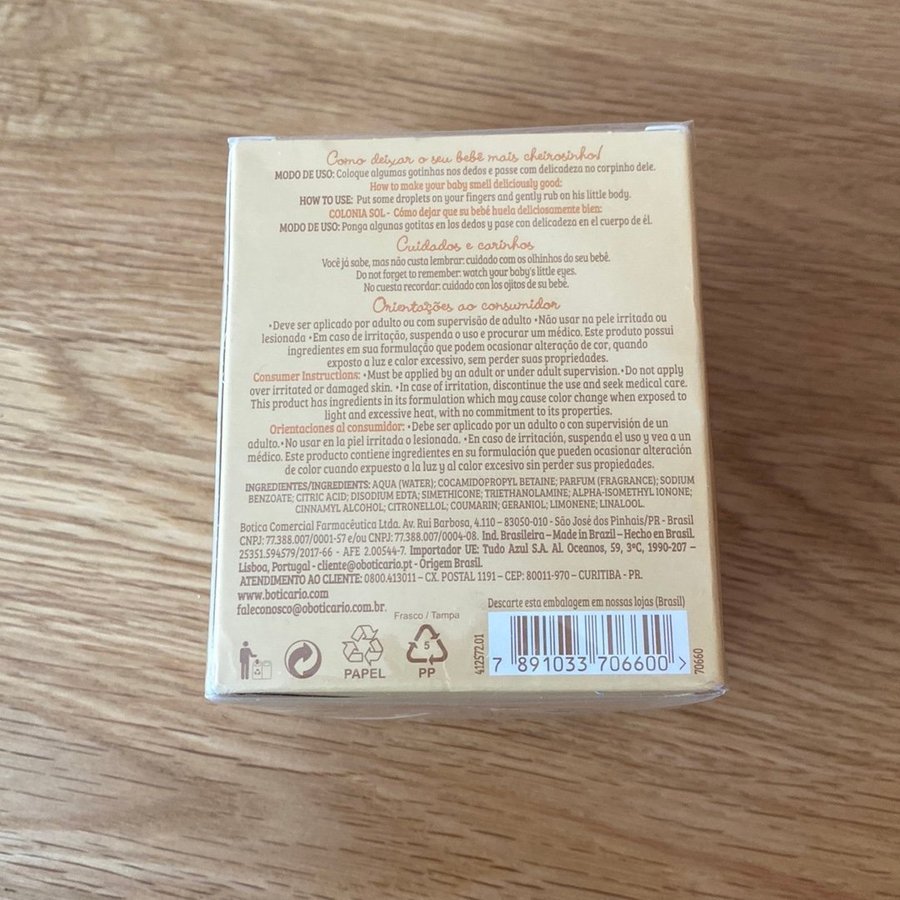 Como deixar o seu bebê mais cheirosinho!
MODO DE USO: Coloque algumas gotinhas nos dedos e passe com delicadeza no corpinho dele.
How to make your baby smell deliciously good:
HOW TO USE: Put some droplets on your fingers and gently rub on his little body.
COLONIA SOL - Cómo dejar que su bebé huela deliciosamente bien:
MODO DE USO: Ponga algunas gotitas en los dedos y pase con delicadeza en el cuerpo de él.
Cuidados e carinhos
Você já sabe, mas não custa lembrar: cuidado com os olhinhos do seu bebê.
Do not forget to remember: watch your baby's little eyes.
No cuesta recordar: cuidado con los ojitos de su bebé.
Orientações ao consumidor
•Deve ser aplicado por adulto ou com supervisão de adulto •Não usar na pele irritada ou
lesionada •Em caso de irritação, suspenda o uso e procurar um médico. Este produto possui
ingredientes em sua formulação que podem ocasionar alteração de cor, quando
exposto a luz e calor excessivo, sem perder suas propriedades.
Consumer Instructions: •Must be applied by an adult or under adult supervision. •Do not apply
over irritated or damaged skin. •In case of irritation, discontinue the use and seek medical care.
This product has ingredients in its formulation which may cause color change when exposed to
light and excessive heat, with no commitment to its properties.
Orientaciones al consumidor: •Debe ser aplicado por un adulto o con supervisión de un
adulto.•No usar en la piel irritada o lesionada. •En caso de irritación, suspenda el uso y vea a un
médico. Este producto contiene ingredientes en su formulación que pueden ocasionar alteración
de color cuando expuesto a la luz y al calor excesivo sin perder sus propiedades.
INGREDIENTES/INGREDIENTS: AQUA (WATER); COCAMIDOPROPYL BETAINE; PARFUM (FRAGRANCE); SODIUM
BENZOATE; CITRIC ACID; DISODIUM EDTA; SIMETHICONE; TRIETHANOLAMINE; ALPHA-ISOMETHYL IONONE;
CINNAMYL ALCOHOL; CITRONELLOL; COUMARIN; GERANIOL; LIMONENE; LINALOOL.
Botica Comercial Farmacêutica Ltda. Av. Rui Barbosa, 4.110 – 83050-010 - São José dos Pinhais/PR - Brasil
CNPJ: 77.388.007/0001-57 e/ou CNPJ: 77.388.007/0004-08. Ind. Brasileira – Made in Brazil – Hecho en Brasil.
25351.594579/2017-66 - AFE 2.00544-7. Importador UE: Tudo Azul S.A. Al. Oceanos, 59, 3ºC, 1990-207 –
Lisboa, Portugal - cliente@oboticario.pt - Origem Brasil.
ATENDIMENTO AO CLIENTE: 0800.413011 – CX. POSTAL 1191 – CEP: 80011-970 – CURITIBA - PR.
www.boticario.com
faleconosco@oboticario.com.br.
Frasco / Tampa
Descarte esta embalagem em nossas lojas (Brasil)
PAPEL
5
PP
412572.01
7 891033 706600 >
70660